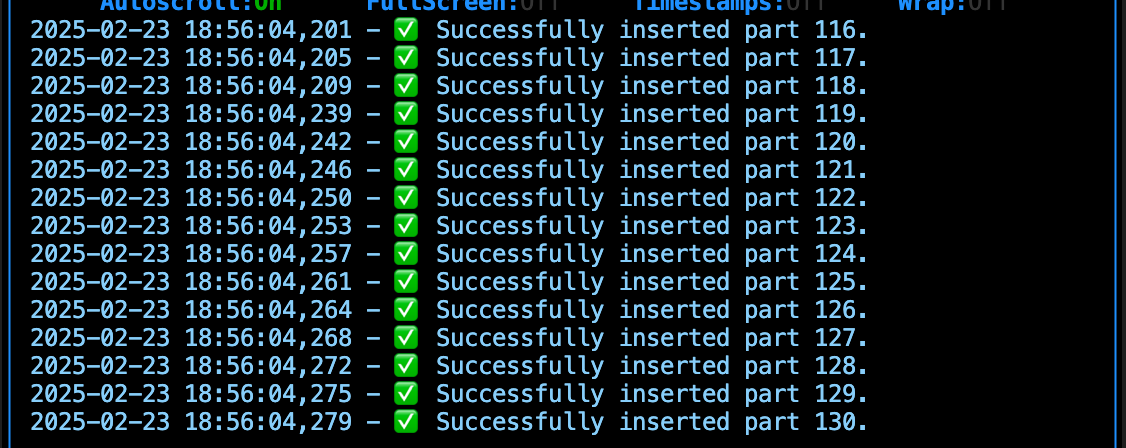 Autoscroll:On FullScreen:Off Timestamps:Off Wrap:Off
2025-02-23 18:56:04,201 - ✅ Successfully inserted part 116.
2025-02-23 18:56:04,205 - ✅ Successfully inserted part 117.
2025-02-23 18:56:04,209 - ✅ Successfully inserted part 118.
2025-02-23 18:56:04,239 - ✅ Successfully inserted part 119.
2025-02-23 18:56:04,242 - ✅ Successfully inserted part 120.
2025-02-23 18:56:04,246 - ✅ Successfully inserted part 121.
2025-02-23 18:56:04,250 - ✅ Successfully inserted part 122.
2025-02-23 18:56:04,253 - ✅ Successfully inserted part 123.
2025-02-23 18:56:04,257 - ✅ Successfully inserted part 124.
2025-02-23 18:56:04,261 - ✅ Successfully inserted part 125.
2025-02-23 18:56:04,264 - ✅ Successfully inserted part 126.
2025-02-23 18:56:04,268 - ✅ Successfully inserted part 127.
2025-02-23 18:56:04,272 - ✅ Successfully inserted part 128.
2025-02-23 18:56:04,275 - ✅ Successfully inserted part 129.
2025-02-23 18:56:04,279 - ✅ Successfully inserted part 130.